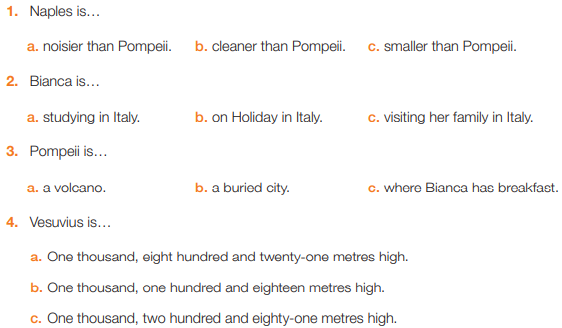 1. Naples is…
a. noisier than Pompeii. b. cleaner than Pompeii. c. smaller than Pompeii.
2. Bianca is…
a. studying in Italy. b. on Holiday in Italy. c. visiting her family in Italy.
3. Pompeii is…
a. a volcano. b. a buried city. c. where Bianca has breakfast.
4. Vesuvius is…
a. One thousand, eight hundred and twenty-one metres high.
b. One thousand, one hundred and eighteen metres high.
c. One thousand, two hundred and eighty-one metres high.